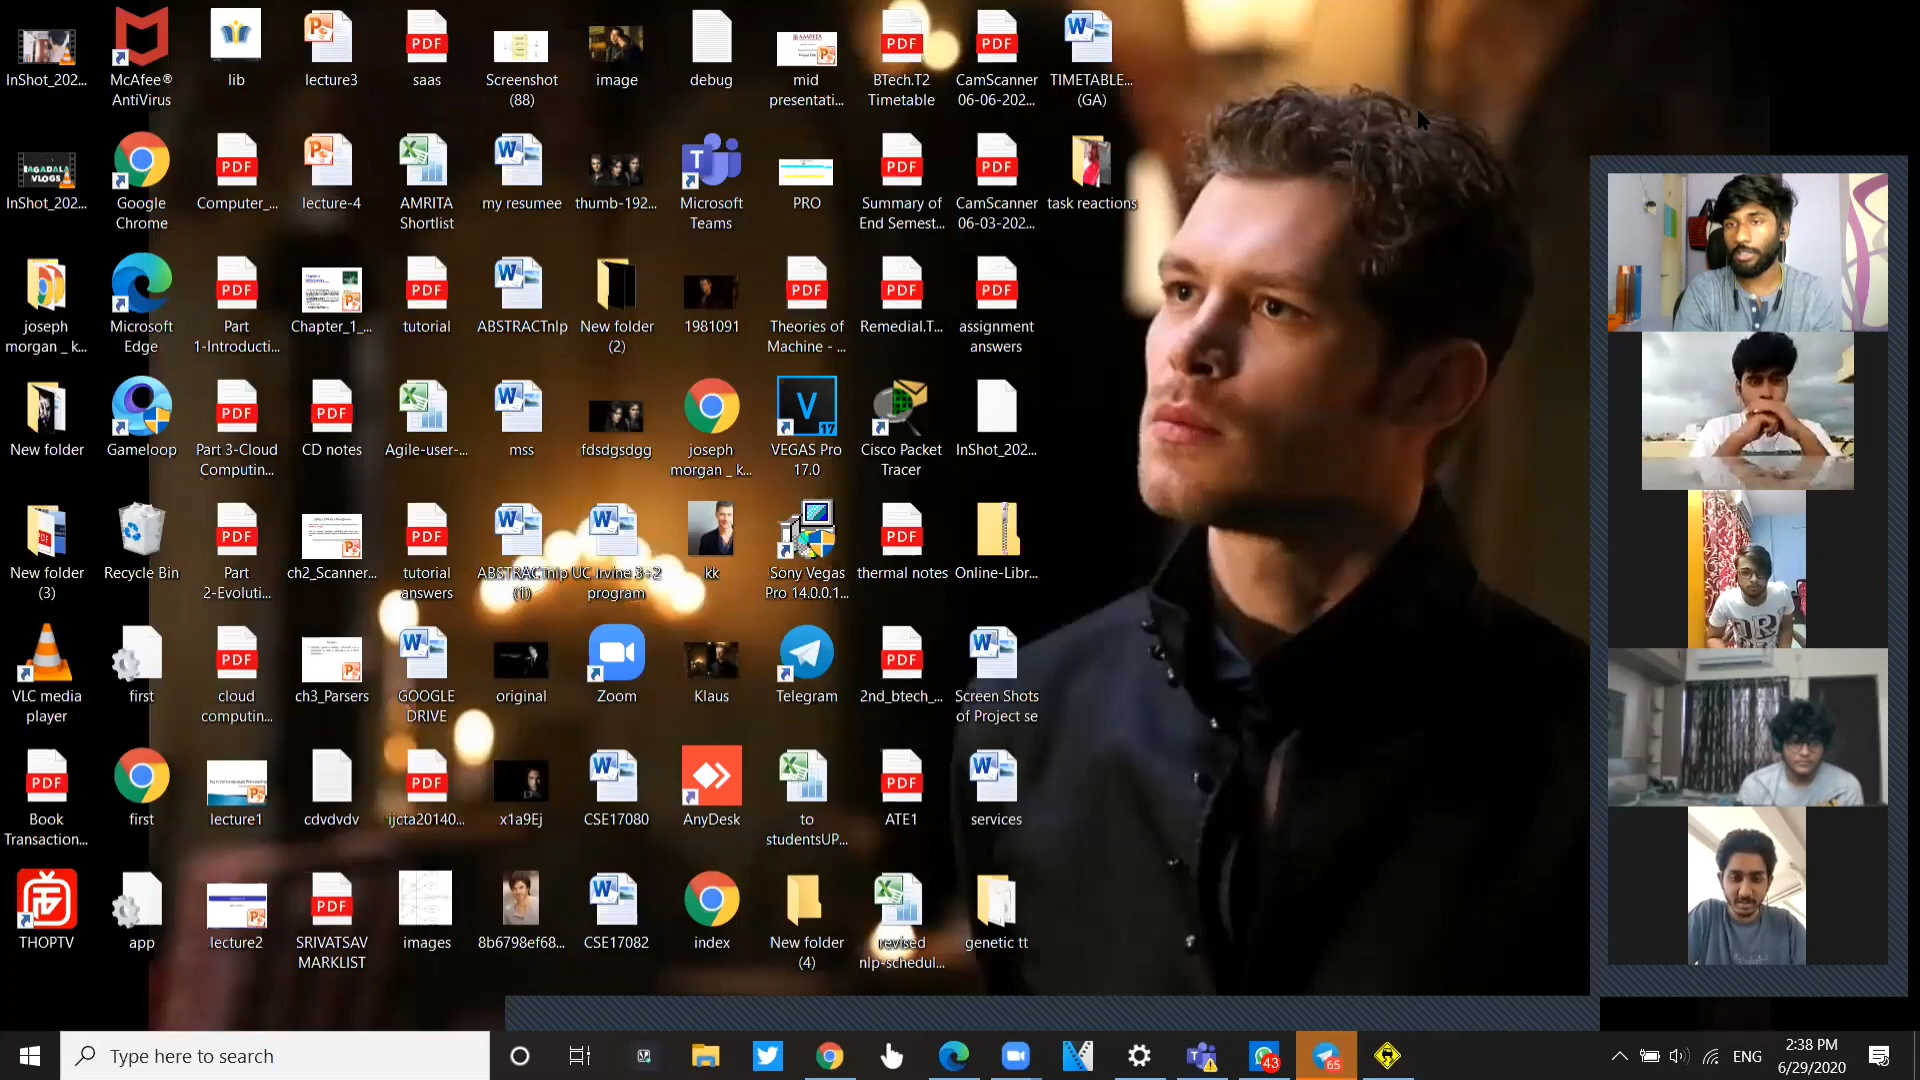 InShot_202...
McAfee®
AntiVirus
lib
lecture3
saas
Screenshot
(88)
image
debug
mid
presentati...
BTech.T2
Timetable
CamScanner
06-06-202...
TIMETABLE...
(GA)
InShot_202...
Google
Chrome
Computer_...
lecture-4
AMRITA
Shortlist
my resumee
thumb-192...
Microsoft
Teams
PRO
Summary of
End Semest...
CamScanner
06-03-202...
task reactions
joseph
morgan _ k...
Microsoft
Edge
Part
1-Introducti...
Chapter_1_...
tutorial
ABSTRACTnlp
New folder
(2)
1981091
Theories of
Machine - ...
Remedial.T...
assignment
answers
New folder
Gameloop
Part 3-Cloud
Computin...
CD notes
Agile-user-...
mss
fdsdgsdgg
joseph
morgan _ k...
VEGAS Pro
17.0
Cisco Packet
Tracer
InShot_202...
New folder
(3)
Recycle Bin
Part
2-Evoluti...
ch2_Scanner...
tutorial
answers
ABSTRACTnlp
(1)
UC Irvine 3+2
program
kk
Sony Vegas
Pro 14.0.0.1...
thermal notes
Online-Libr...
VLC media
player
first
cloud
computin...
ch3_Parsers
GOOGLE
DRIVE
original
Zoom
Klaus
Telegram
2nd_btech_...
Screen Shots
of Project se
Book
Transaction...
first
lecture1
cdvdvdv
ijcta20140...
x1a9Ej
CSE17080
AnyDesk
to
studentsUP...
ATE1
services
THOPTV
app
lecture2
SRIVATSAV
MARKLIST
images
8b6798ef68...
CSE17082
index
New folder
(4)
revised
nlp-schedul...
genetic tt
Type here to search
43
65
ENG
2:38 PM
6/29/2020